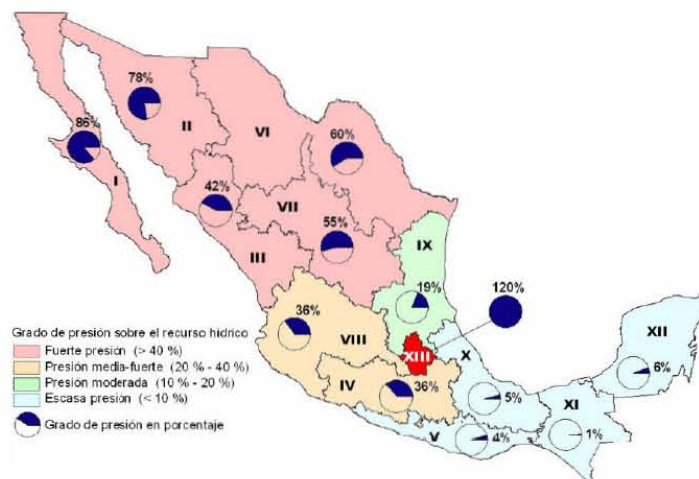 78%
II
VI
86%
60%
I
42%
VII
55%
III
IX
19%
120%
36%
VIII
XIII
X
XII
IV
36%
6%
5%
XI
V
4%
1%
Grado de presión sobre el recurso hídrico
Fuerte presión (> 40 %)
Presión media-fuerte (20 % - 40 %)
Presión moderada (10 % - 20 %)
Escasa presión (< 10 %)
Grado de presión en porcentaje